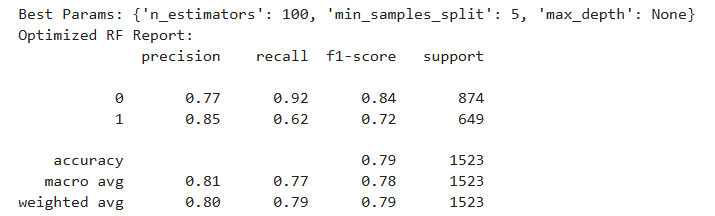 Best Params: {'n_estimators': 100, 'min_samples_split': 5, 'max_depth': None}
Optimized RF Report:
precision recall f1-score support
0 0.77 0.92 0.84 874
1 0.85 0.62 0.72 649
accuracy 0.79 1523
macro avg 0.81 0.77 0.78 1523
weighted avg 0.80 0.79 0.79 1523